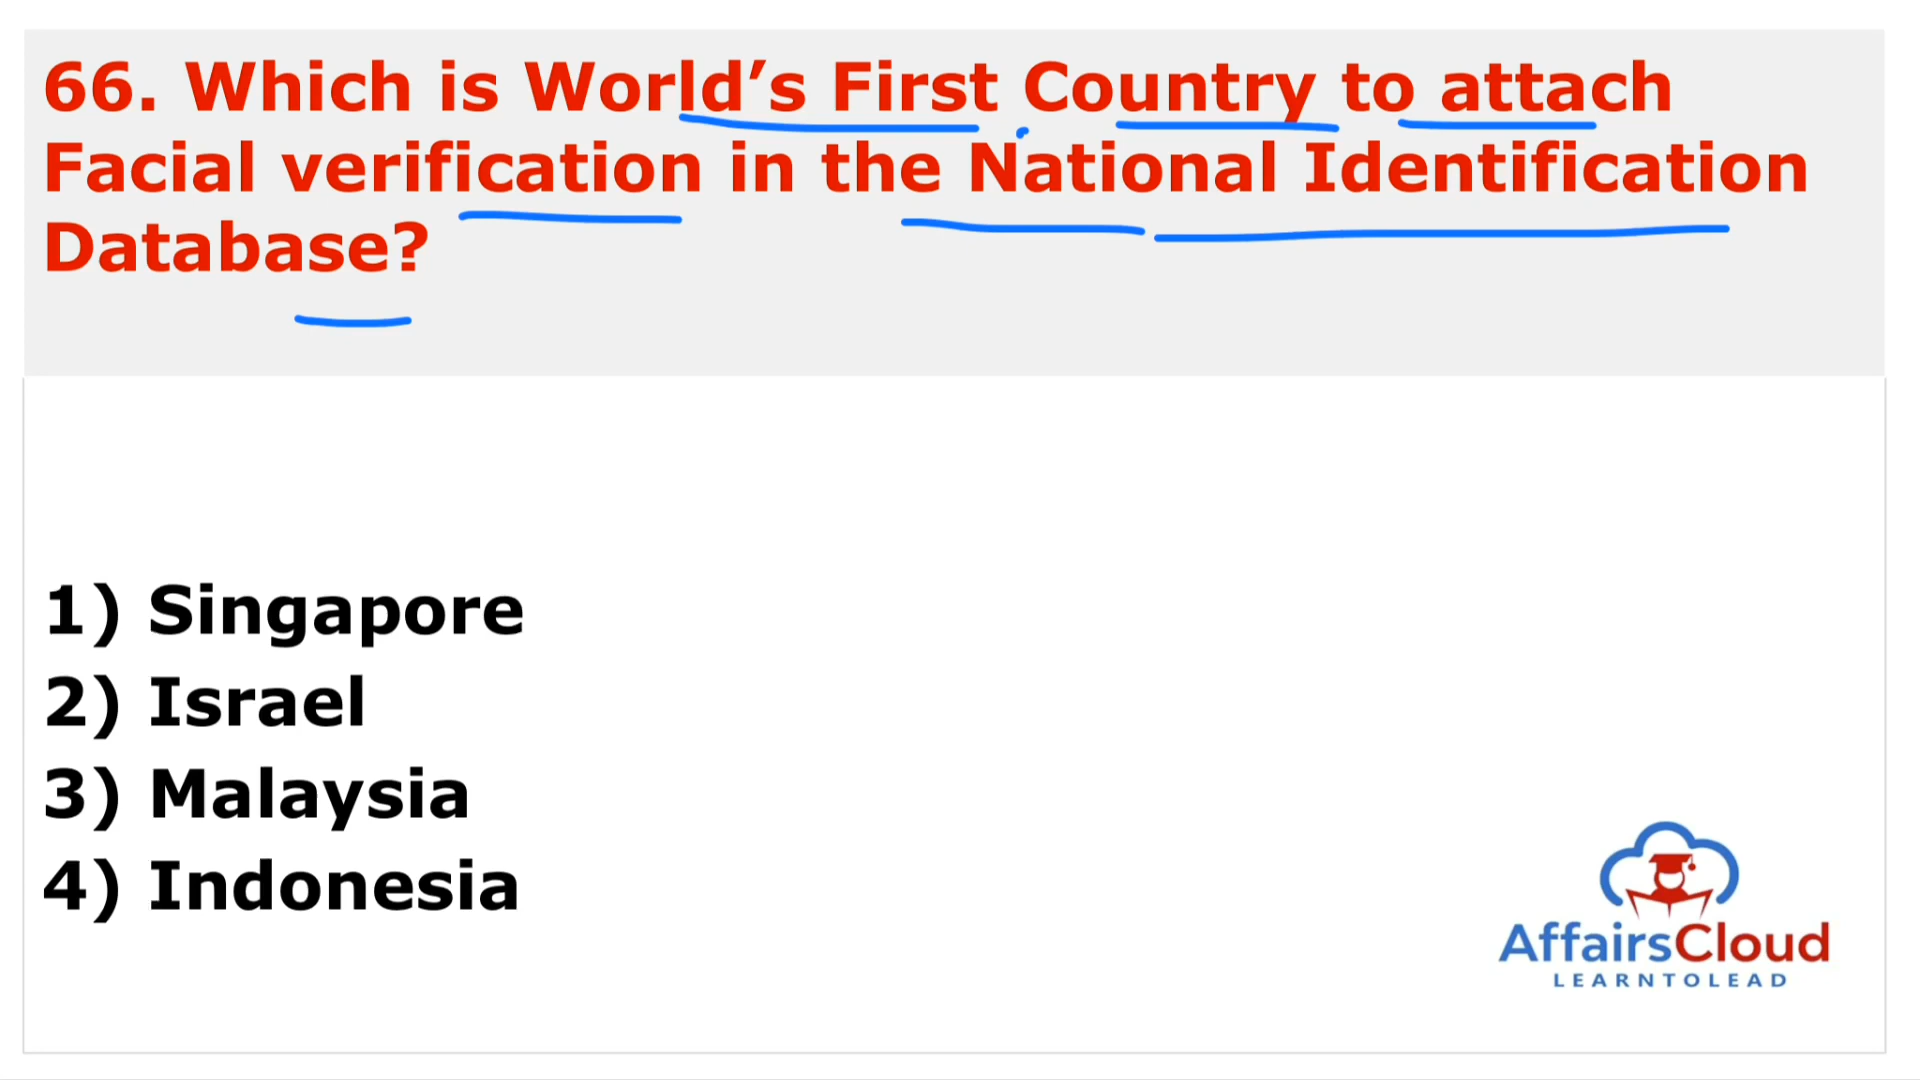 66. Which is World’s First Country to attach
Facial verification in the National Identification
Database?
1) Singapore
2) Israel
3) Malaysia
4) Indonesia
AffairsCloud
LEARNTOLEAD